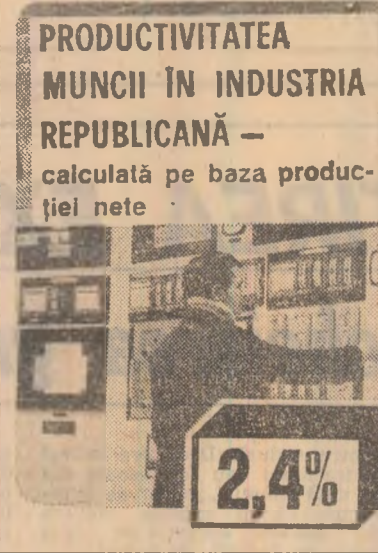 PRODUCTIVITATEA
MUNCII ÎN INDUSTRIA
REPUBLICANĂ —
calculată pe baza produc-
ției nete
2,4%